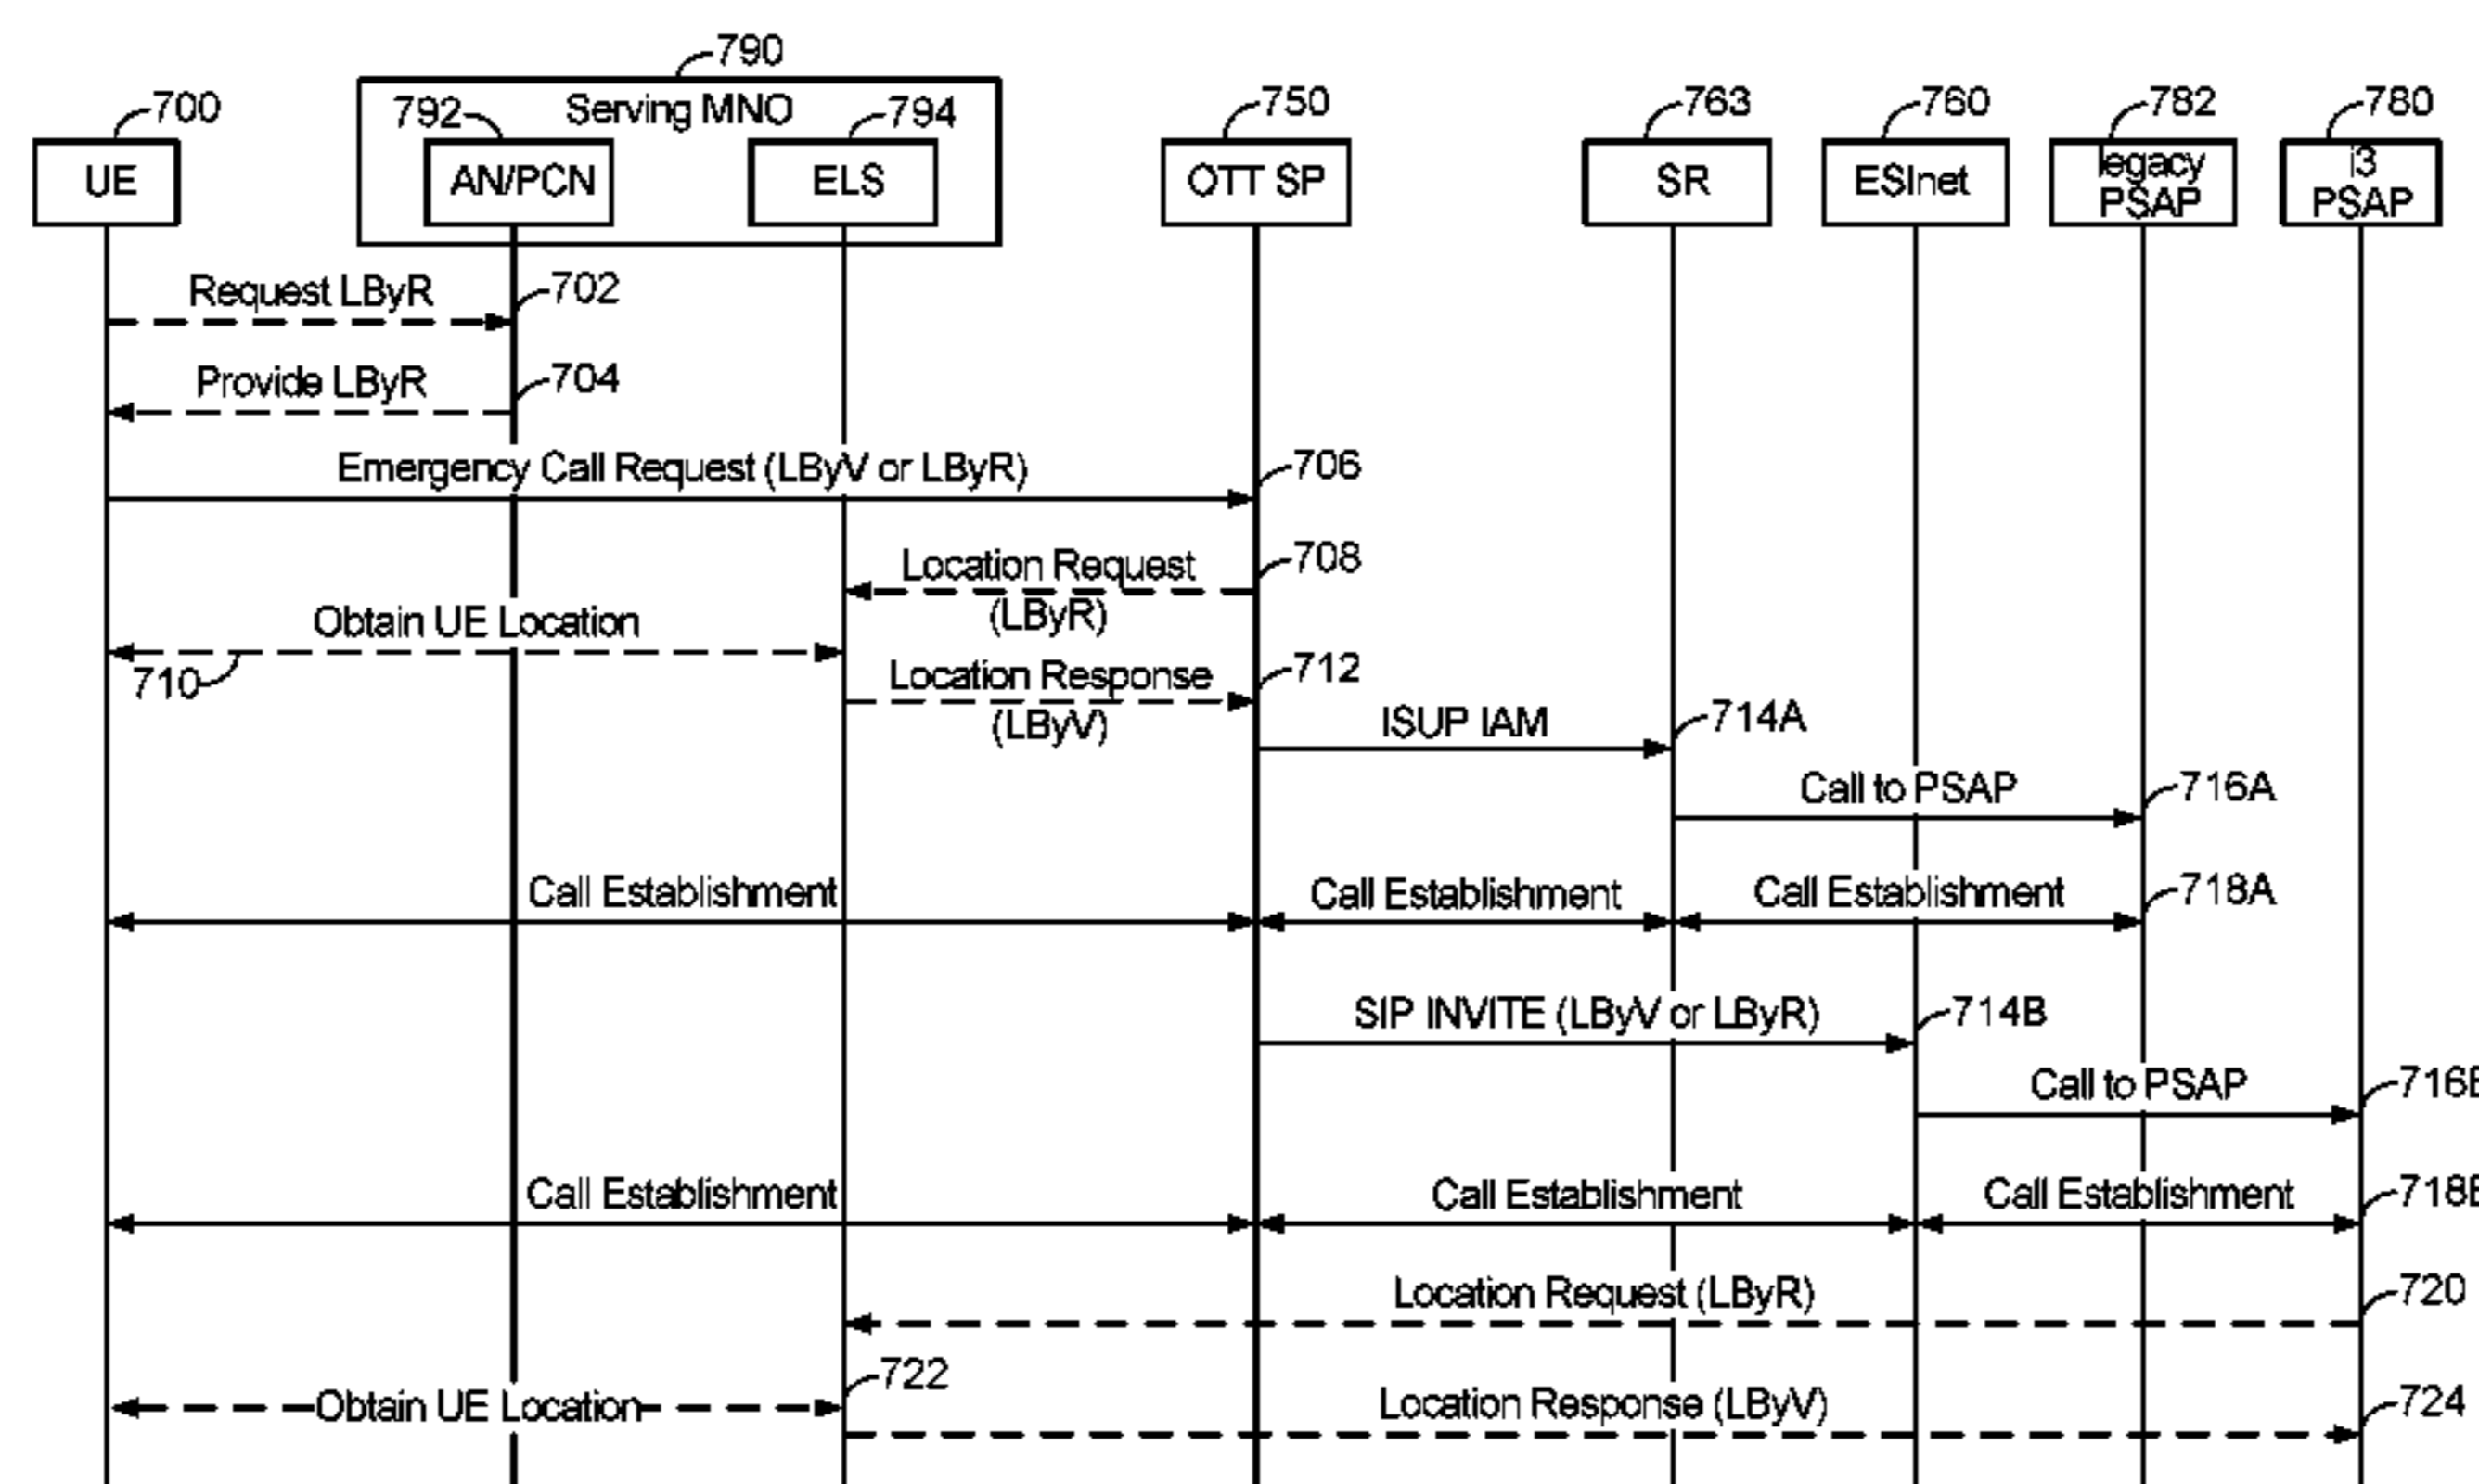 790
700
792
Serving MNO
794
750
763
760
782
780
UE
AN/PCN
ELS
OTT SP
SR
ESInet
legacy
PSAP
i3
PSAP
Request LByR
702
Provide LByR
704
Emergency Call Request (LByV or LByR)
706
Location Request
(LByR)
708
Obtain UE Location
710
Location Response
(LByV)
712
ISUP IAM
714A
Call to PSAP
716A
Call Establishment
Call Establishment
Call Establishment
718A
SIP INVITE (LByV or LByR)
714B
Call to PSAP
716B
Call Establishment
Call Establishment
Call Establishment
718B
Location Request (LByR)
720
Obtain UE Location
722
Location Response (LByV)
724